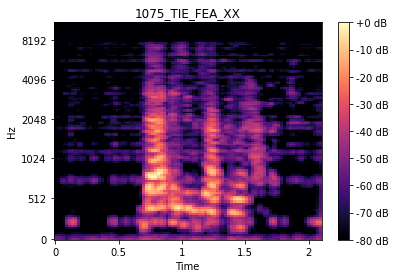 1075_TIE_FEA_XX
Hz
8192
4096
2048
1024
512
0
0
0.5
1
1.5
2
Time
+0 dB
-10 dB
-20 dB
-30 dB
-40 dB
-50 dB
-60 dB
-70 dB
-80 dB